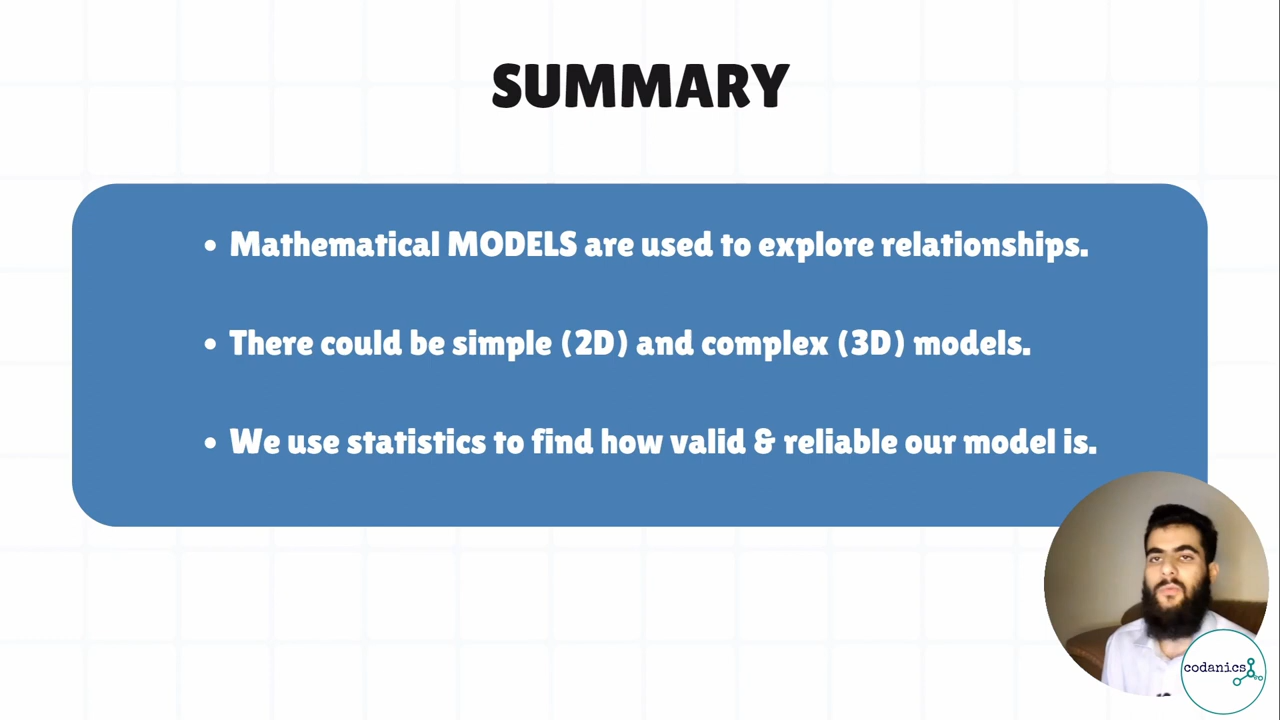 SUMMARY
• Mathematical MODELS are used to explore relationships.
• There could be simple (2D) and complex (3D) models.
• We use statistics to find how valid & reliable our model is.
codanics